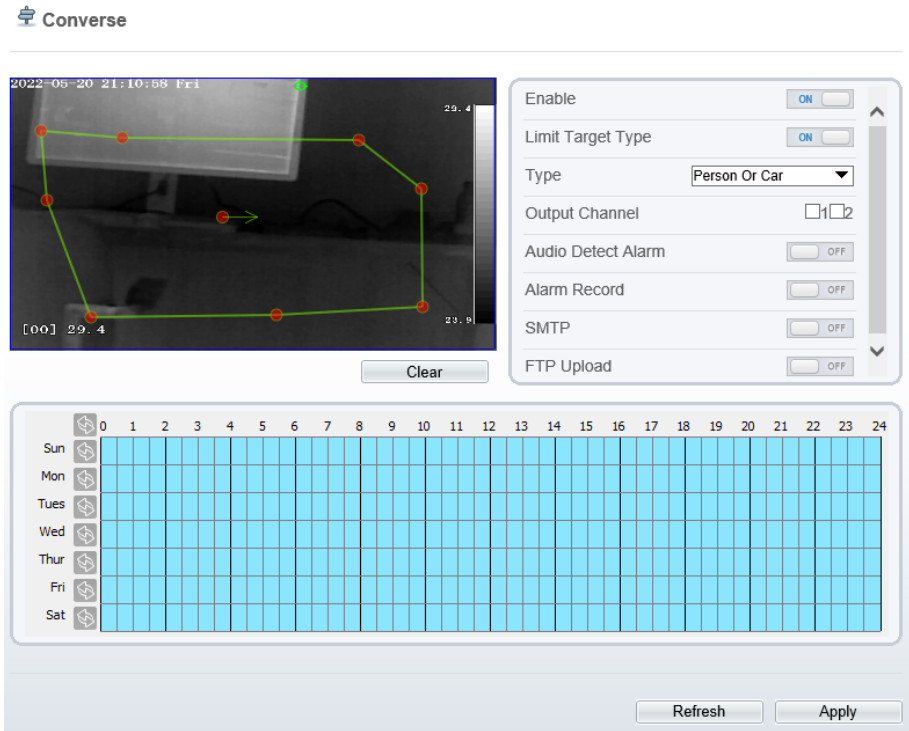 Converse
2022-05-20 21:10:58 Fri
29.4
[00] 29.4
23.9
Clear
Enable ON
Limit Target Type ON
Type Person Or Car
Output Channel 1 2
Audio Detect Alarm OFF
Alarm Record OFF
SMTP OFF
FTP Upload OFF
0 1 2 3 4 5 6 7 8 9 10 11 12 13 14 15 16 17 18 19 20 21 22 23 24
Sun
Mon
Tues
Wed
Thur
Fri
Sat
Refresh Apply